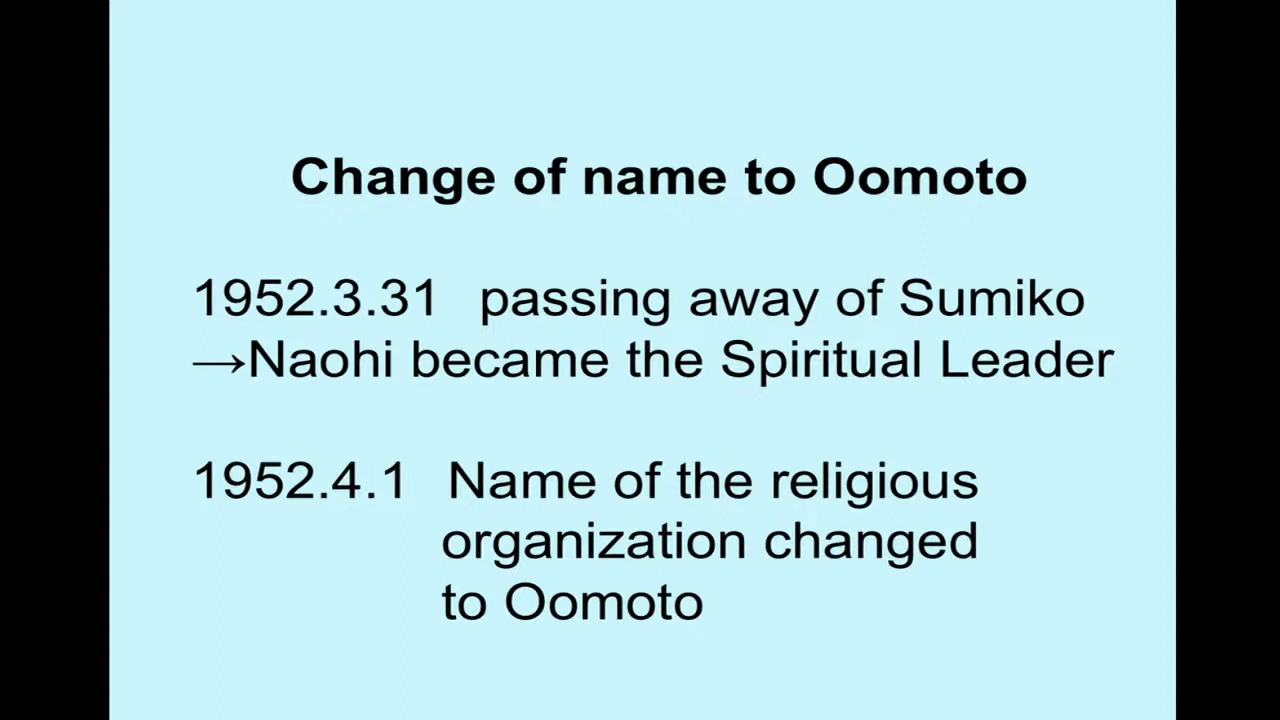 Change of name to Oomoto
1952.3.31 passing away of Sumiko
→Naohi became the Spiritual Leader
1952.4.1 Name of the religious
organization changed
to Oomoto